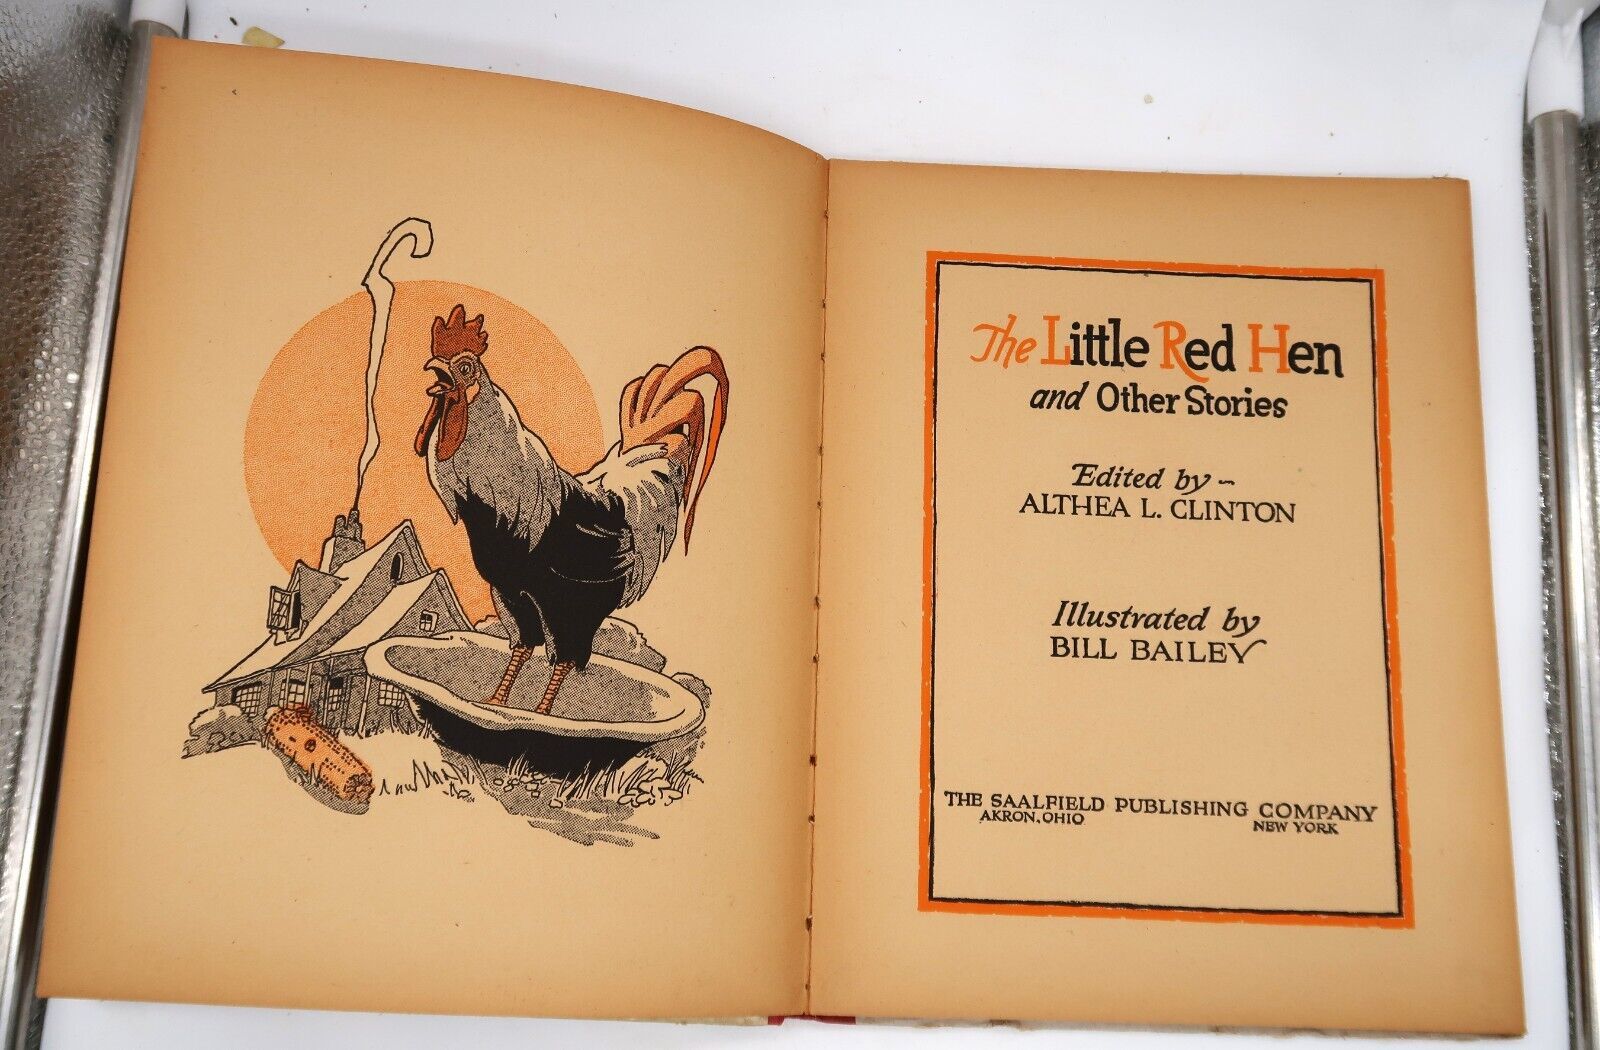 The Little Red Hen
and Other Stories
Edited by ~
ALTHEA L. CLINTON
Illustrated by
BILL BAILEY
THE SAALFIELD PUBLISHING COMPANY
AKRON, OHIO NEW YORK